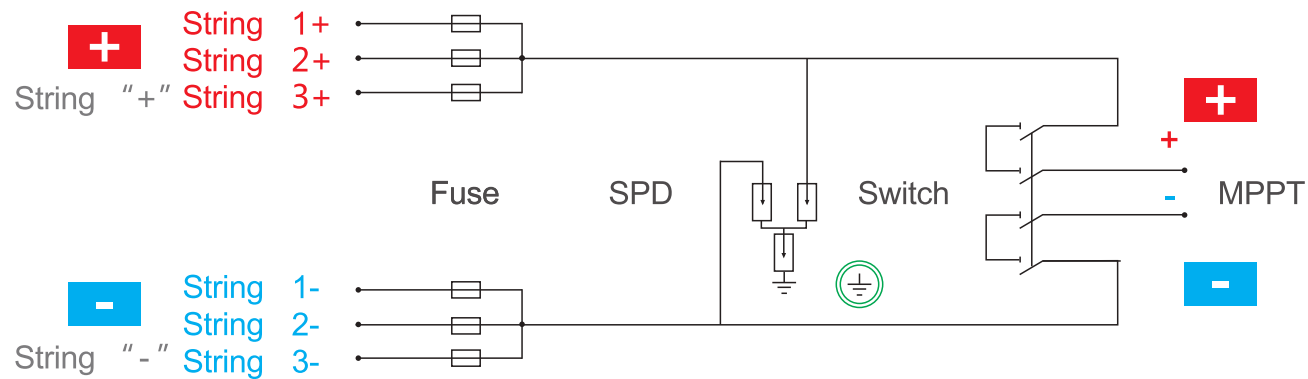 +
String “+”
String 1+
String 2+
String 3+
Fuse
SPD
Switch
+
+
-
MPPT
-
-
String “-”
String 1-
String 2-
String 3-